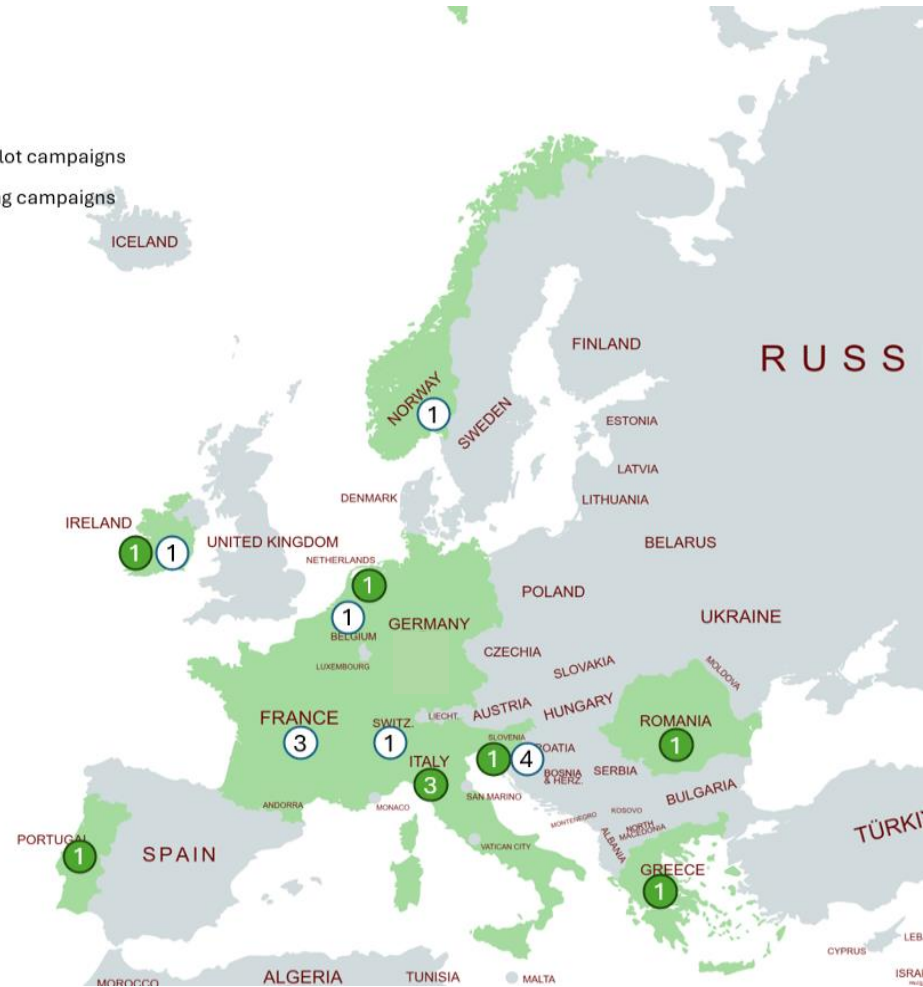 lot campaigns
g campaigns
ICELAND
FINLAND
RUSS
NORWAY
1
SWEDEN
ESTONIA
LATVIA
DENMARK
LITHUANIA
IRELAND
1
1
UNITED KINGDOM
BELARUS
NETHERLANDS
1
POLAND
1
GERMANY
UKRAINE
BELGIUM
CZECHIA
LUXEMBOURG
SLOVAKIA
MOLDOVA
FRANCE
3
SWITZ.
1
LIECHT.
AUSTRIA
HUNGARY
ROMANIA
1
SLOVENIA
1
4
ROATIA
ITALY
3
BOSNIA
& HERZ.
SERBIA
BULGARIA
SAN MARINO
ANDORRA
MONACO
MONTENEGRO
KOSOVO
NORTH
MACEDONIA
ALBANIA
TÜRKI
PORTUGAL
1
SPAIN
VATICAN CITY
GREECE
1
CYPRUS
LEB
MOROCCO
ALGERIA
TUNISIA
MALTA
ISRA